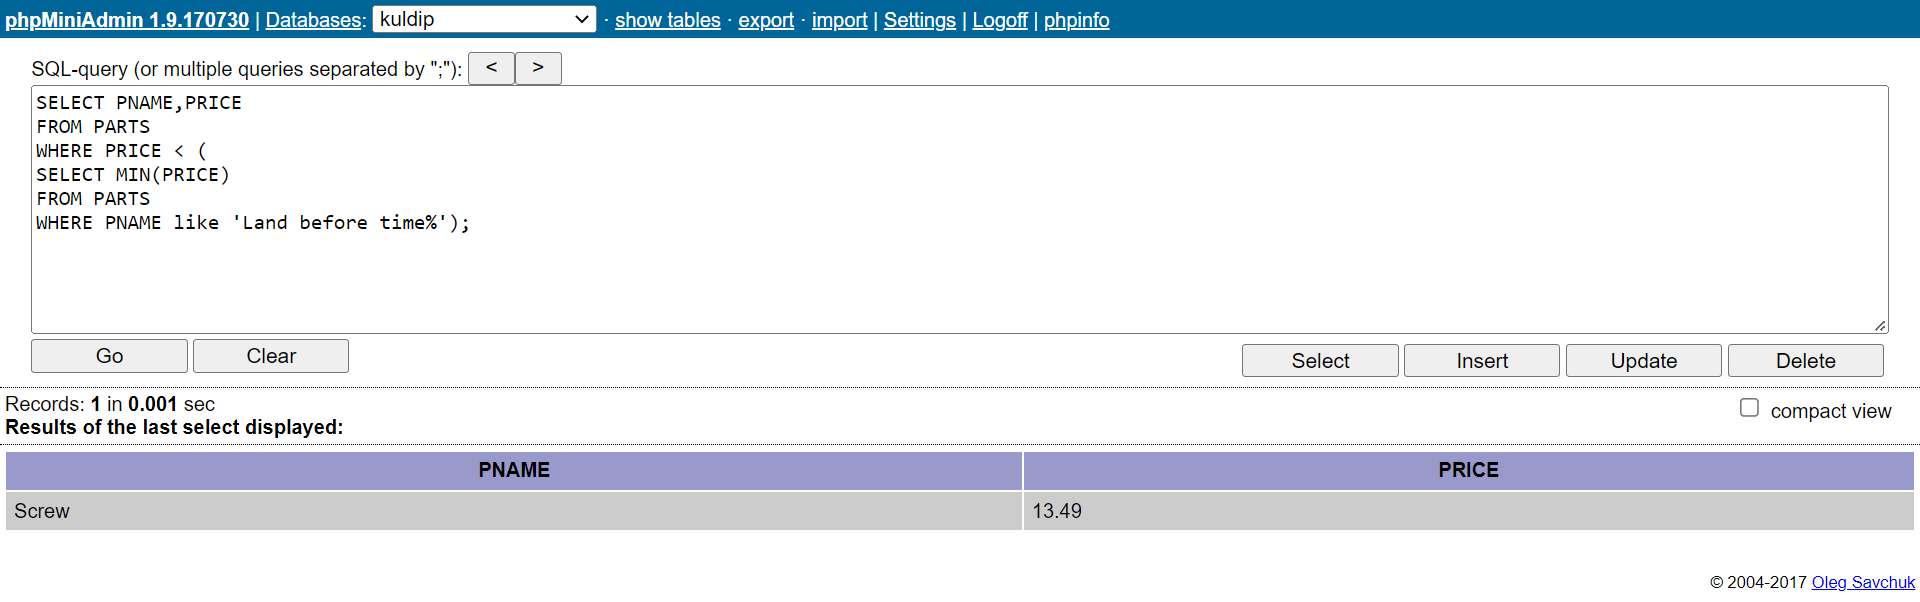 phpMiniAdmin 1.9.170730 | Databases: kuldip · show tables · export · import | Settings | Logoff | phpinfo
SQL-query (or multiple queries separated by ";"): < >
SELECT PNAME,PRICE
FROM PARTS
WHERE PRICE < (
SELECT MIN(PRICE)
FROM PARTS
WHERE PNAME like 'Land before time%');
Go Clear Select Insert Update Delete
Records: 1 in 0.001 sec
compact view
Results of the last select displayed:
PNAME PRICE
Screw 13.49
© 2004-2017 Oleg Savchuk